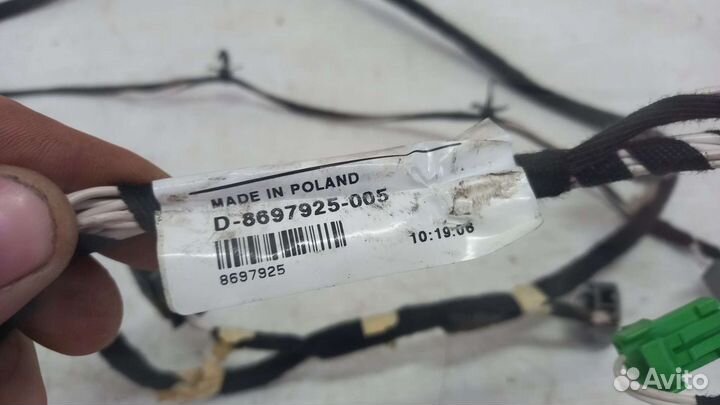 MADE IN POLAND
D-8697925-005
10:19:06
8697925
Avito